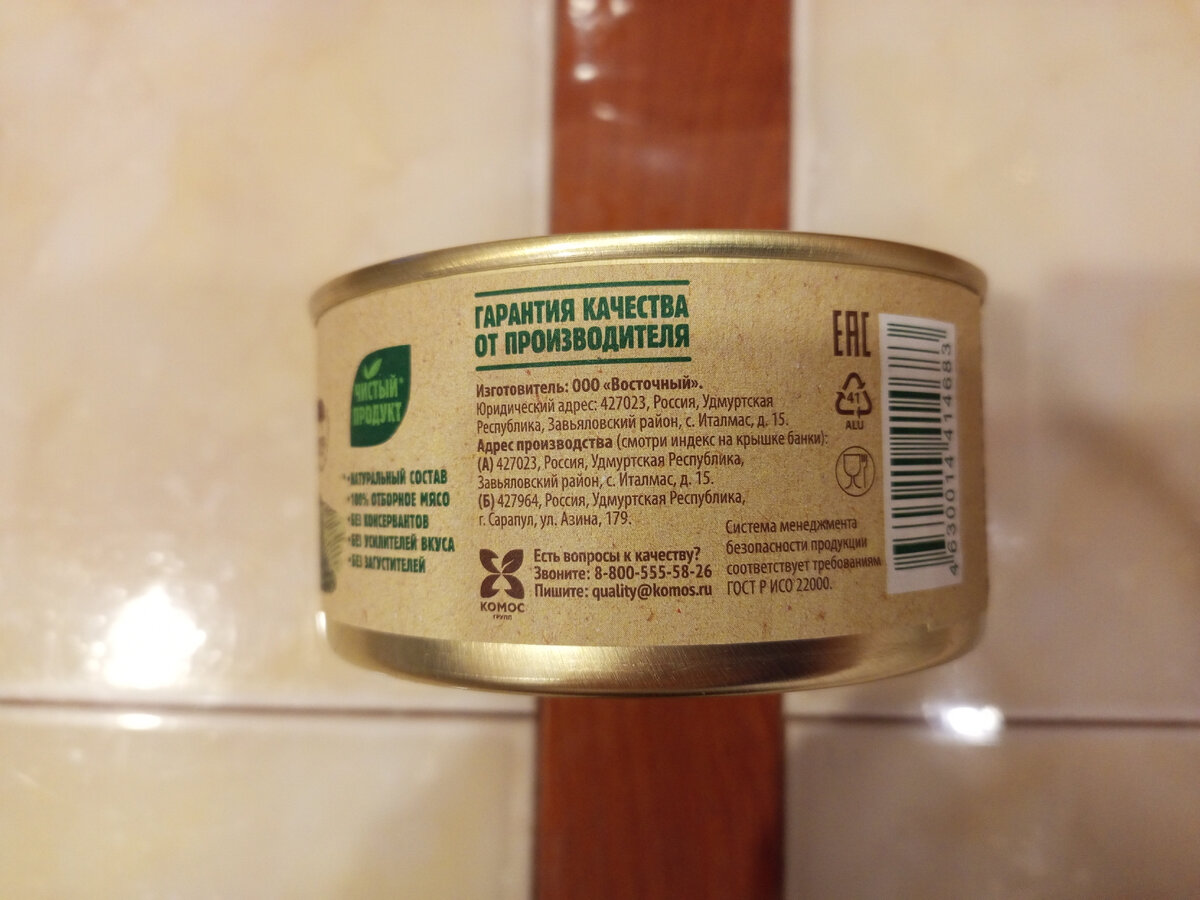 ЧИСТЫЙ
ПРОДУКТ
•НАТУРАЛЬНЫЙ СОСТАВ
•100% ОТБОРНОЕ МЯСО
•БЕЗ КОНСЕРВАНТОВ
•БЕЗ УСИЛИТЕЛЕЙ ВКУСА
•БЕЗ ЗАГУСТИТЕЛЕЙ
ГАРАНТИЯ КАЧЕСТВА
ОТ ПРОИЗВОДИТЕЛЯ
Изготовитель: ООО «Восточный».
Юридический адрес: 427023, Россия, Удмуртская
Республика, Завьяловский район, с. Италмас, д. 15.
Адрес производства (смотри индекс на крышке банки):
(А) 427023, Россия, Удмуртская Республика,
Завьяловский район, с. Италмас, д. 15.
(Б) 427964, Россия, Удмуртская Республика,
г. Сарапул, ул. Азина, 179.
КОМОС
ГРУПП
Есть вопросы к качеству?
Звоните: 8-800-555-58-26
Пишите: quality@komos.ru
Система менеджмента
безопасности продукции
соответствует требованиям
ГОСТ Р ИСО 22000.
EAC
41
ALU
4630014414683